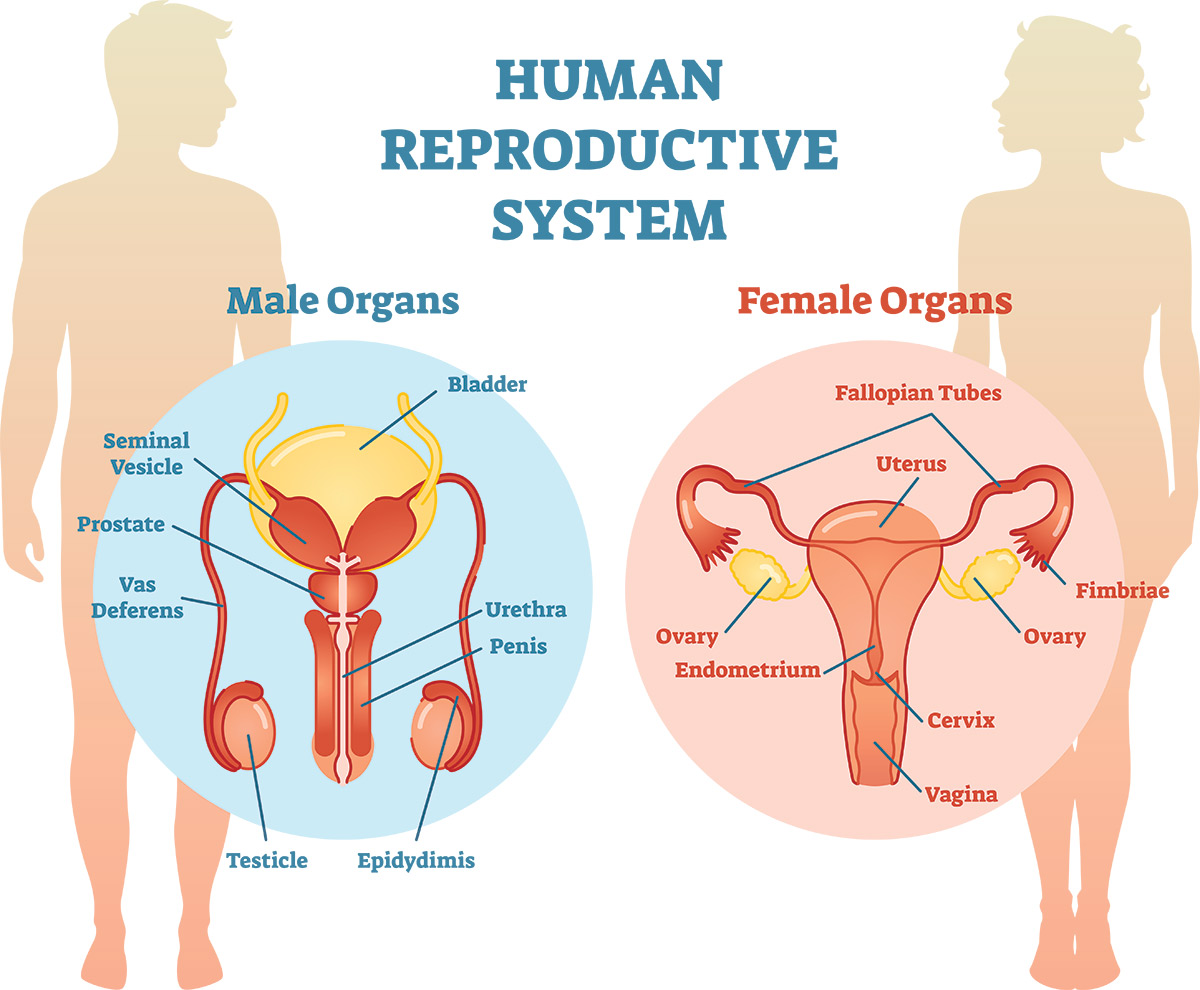 HUMAN
REPRODUCTIVE
SYSTEM
Male Organs
Bladder
Seminal
Vesicle
Prostate
Vas
Deferens
Urethra
Penis
Testicle
Epidydimis
Female Organs
Fallopian Tubes
Uterus
Fimbriae
Ovary
Ovary
Endometrium
Cervix
Vagina